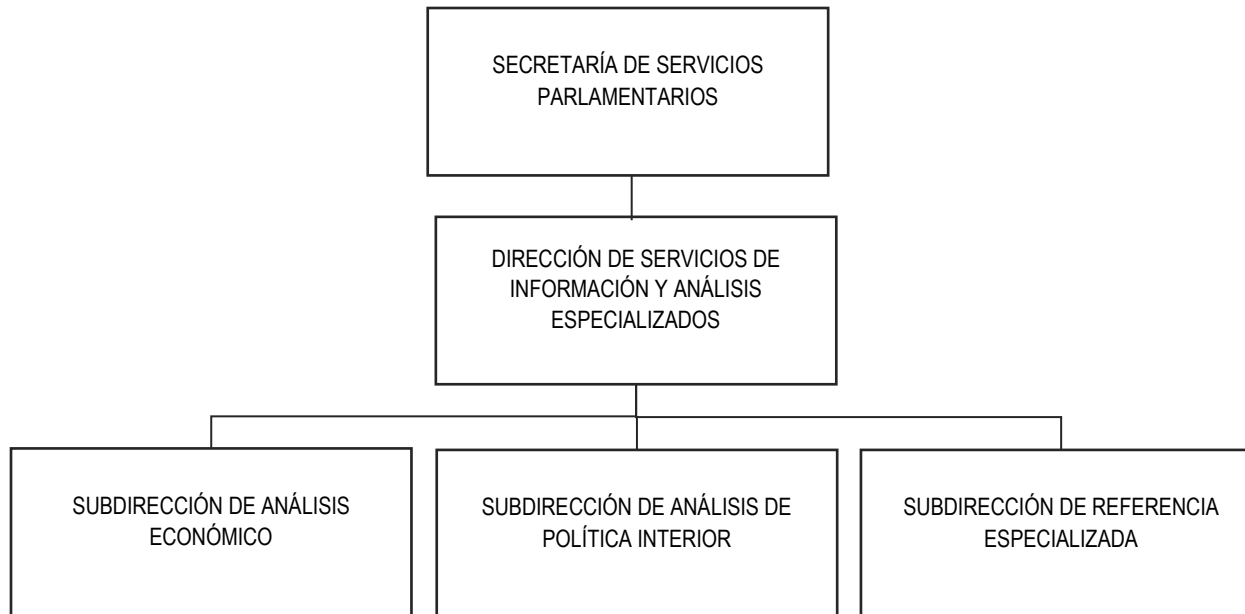 SECRETARÍA DE SERVICIOS
PARLAMENTARIOS
DIRECCIÓN DE SERVICIOS DE
INFORMACIÓN Y ANÁLISIS
ESPECIALIZADOS
SUBDIRECCIÓN DE ANÁLISIS
ECONÓMICO
SUBDIRECCIÓN DE ANÁLISIS DE
POLÍTICA INTERIOR
SUBDIRECCIÓN DE REFERENCIA
ESPECIALIZADA